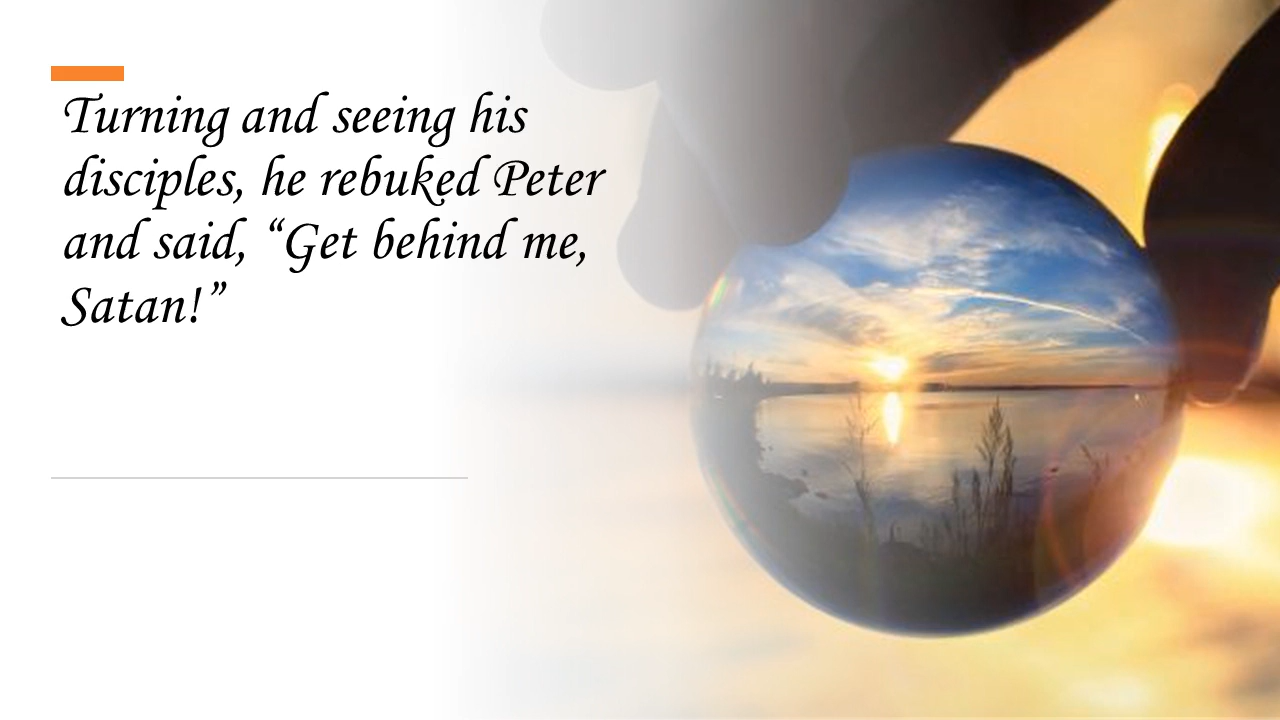 Turning and seeing his
disciples, he rebuked Peter
and said, “Get behind me,
Satan!”